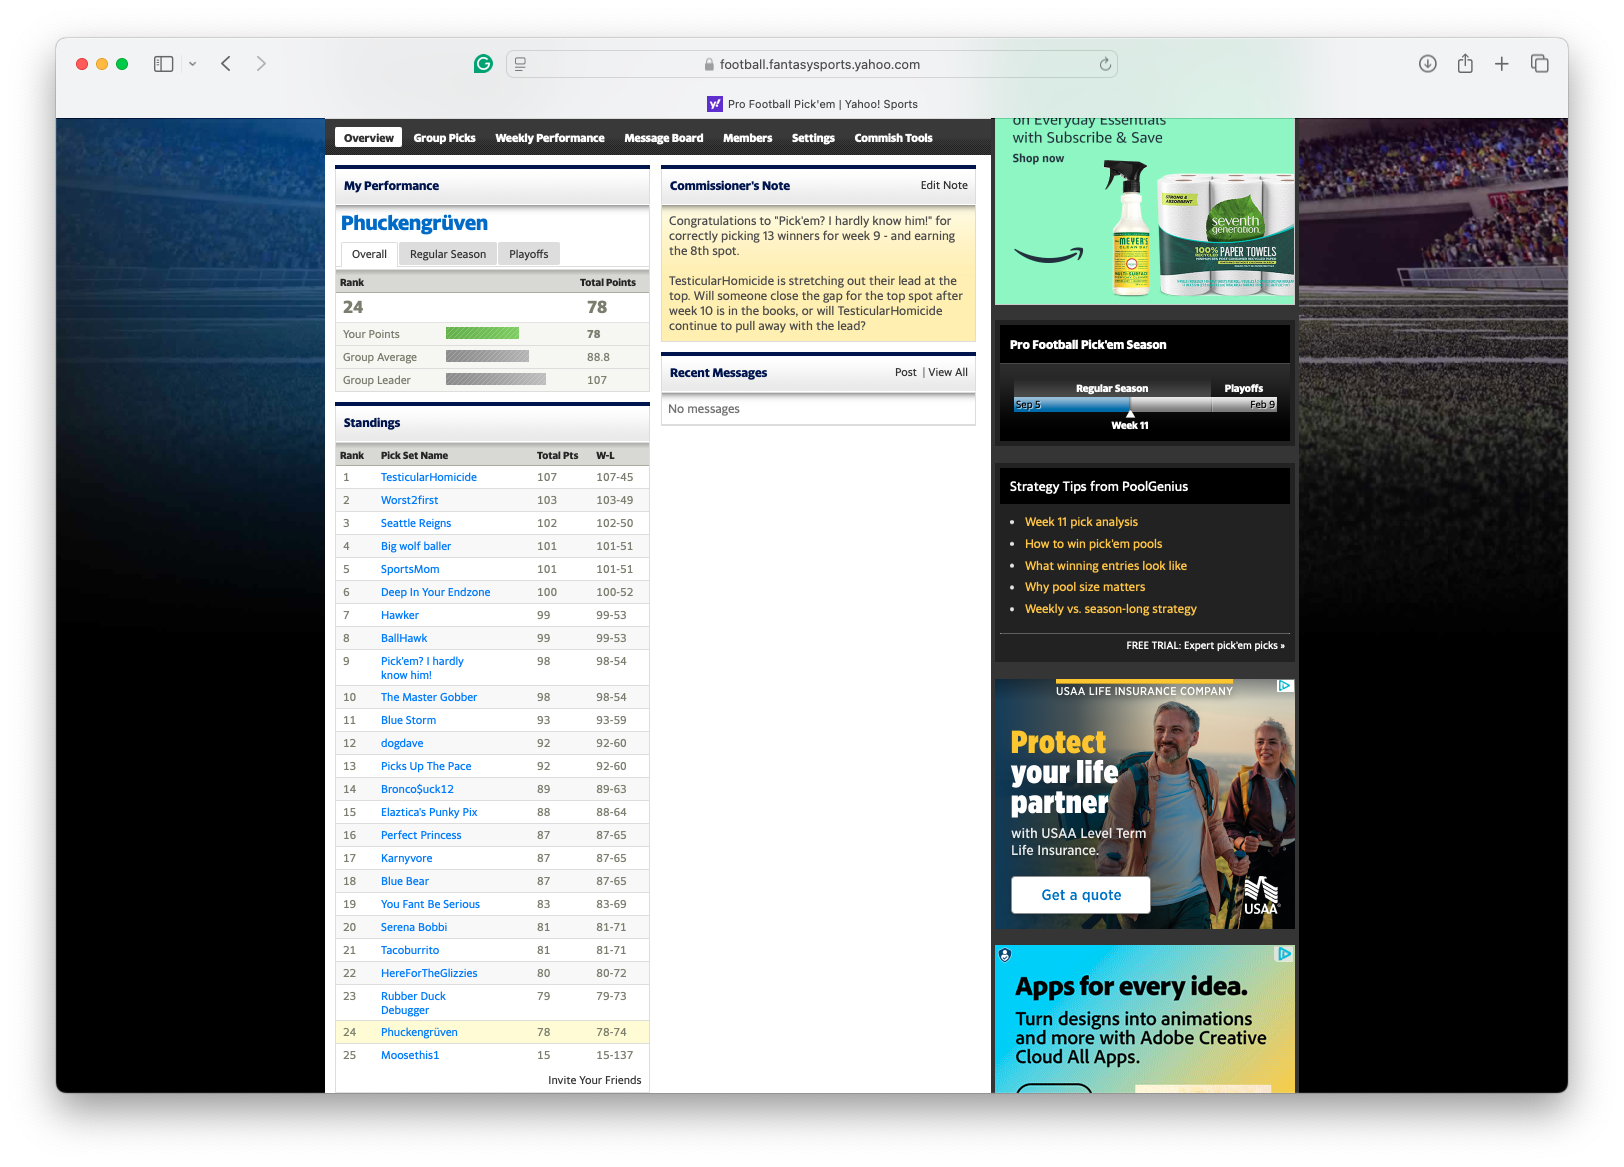 football.fantasysports.yahoo.com
y! Pro Football Pick'em | Yahoo! Sports
Overview Group Picks Weekly Performance Message Board Members Settings Commish Tools
My Performance
Phuckengrüven
Overall Regular Season Playoffs
Rank Total Points
24 78
Your Points 78
Group Average 88.8
Group Leader 107
Standings
Rank Pick Set Name Total Pts W-L
1 TesticularHomicide 107 107-45
2 Worst2first 103 103-49
3 Seattle Reigns 102 102-50
4 Big wolf baller 101 101-51
5 SportsMom 101 101-51
6 Deep In Your Endzone 100 100-52
7 Hawker 99 99-53
8 BallHawk 99 99-53
9 Pick'em? I hardly 98 98-54
know him!
10 The Master Gobber 98 98-54
11 Blue Storm 93 93-59
12 dogdave 92 92-60
13 Picks Up The Pace 92 92-60
14 Bronco$uck12 89 89-63
15 Elaztica's Punky Pix 88 88-64
16 Perfect Princess 87 87-65
17 Karnyvore 87 87-65
18 Blue Bear 87 87-65
19 You Fant Be Serious 83 83-69
20 Serena Bobbi 81 81-71
21 Tacoburrito 81 81-71
22 HereForTheGlizzies 80 80-72
23 Rubber Duck 79 79-73
Debugger
24 Phuckengrüven 78 78-74
25 Moosethis1 15 15-137
Invite Your Friends
Commissioner's Note Edit Note
Congratulations to "Pick'em? I hardly know him!" for
correctly picking 13 winners for week 9 - and earning
the 8th spot.
TesticularHomicide is stretching out their lead at the
top. Will someone close the gap for the top spot after
week 10 is in the books, or will TesticularHomicide
continue to pull away with the lead?
Recent Messages Post | View All
No messages
on Everyday Essentials
with Subscribe & Save
Shop now
STRONG &
ABSORBENT
seventh
generation.
100% PAPER TOWELS
MEYER'S
CLEAN DAY
MULTI-SURFACE
Pro Football Pick'em Season
Regular Season Playoffs
Sep 5 Feb 9
Week 11
Strategy Tips from PoolGenius
• Week 11 pick analysis
• How to win pick'em pools
• What winning entries look like
• Why pool size matters
• Weekly vs. season-long strategy
FREE TRIAL: Expert pick'em picks »
USAA LIFE INSURANCE COMPANY
Protect
your life
partner
with USAA Level Term
Life Insurance.
Get a quote
USAA®
Apps for every idea.
Turn designs into animations
and more with Adobe Creative
Cloud All Apps.